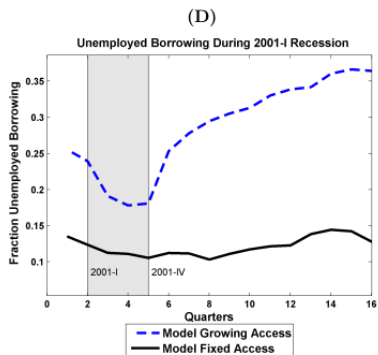 (D)
Unemployed Borrowing During 2001-I Recession
Fraction Unemployed Borrowing
0.35
0.3
0.25
0.2
0.15
0.1
2001-I
2001-IV
0 2 4 6 8 10 12 14 16
Quarters
Model Growing Access
Model Fixed Access